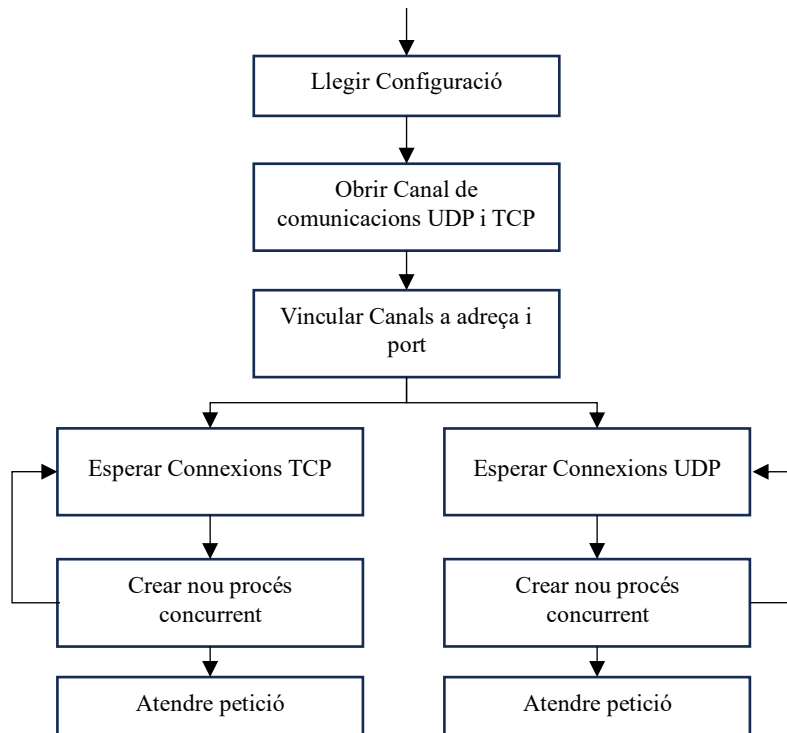 Llegir Configuració
Obrir Canal de
comunicacions UDP i TCP
Vincular Canals a adreça i
port
Esperar Connexions TCP
Esperar Connexions UDP
Crear nou procés
concurrent
Crear nou procés
concurrent
Atendre petició
Atendre petició